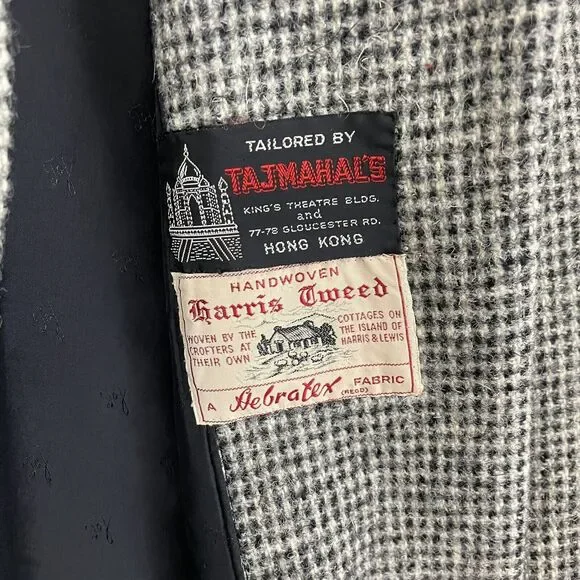 TAILORED BY
TAJMAHAL'S
KING'S THEATRE BLDG.
and
77-78 GLOUCESTER RD.
HONG KONG
HANDWOVEN
Harris Tweed
WOVEN BY THE
CROFTERS AT
THEIR OWN
COTTAGES ON
THE ISLAND OF
HARRIS & LEWIS
A Hebratex FABRIC
(REGD)